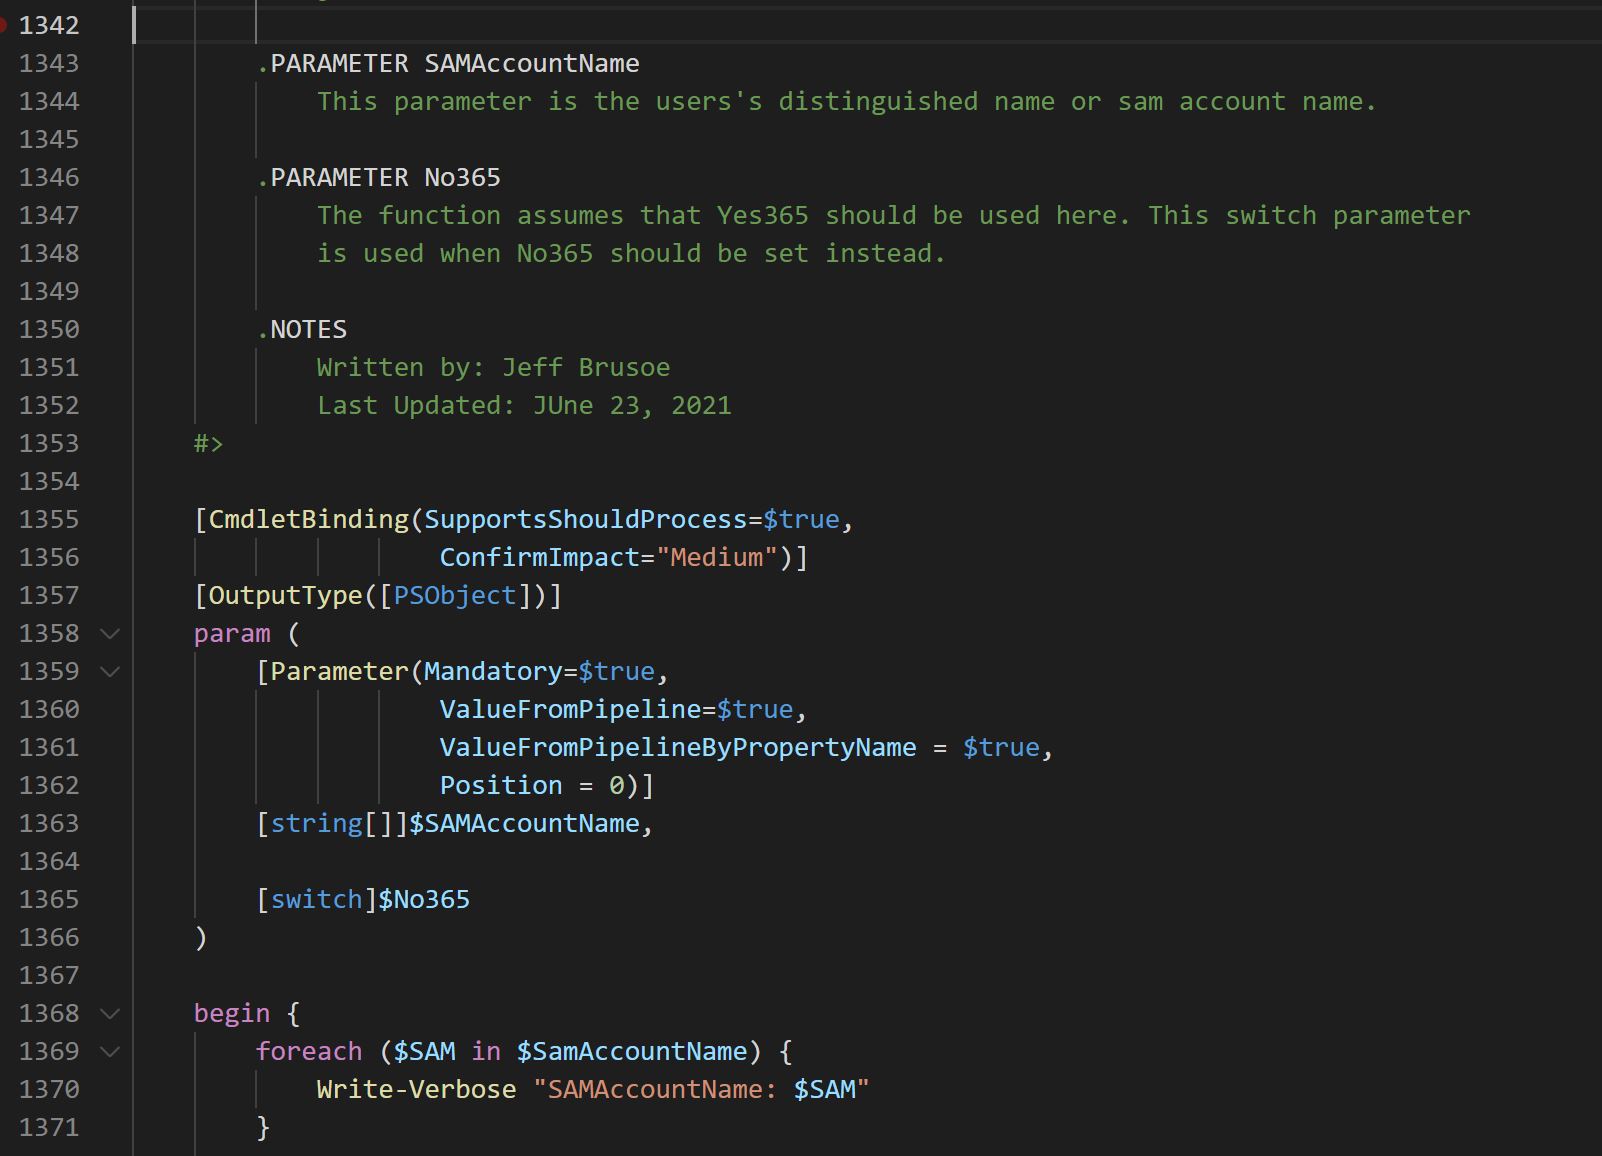 1342
1343 .PARAMETER SAMAccountName
1344 This parameter is the users's distinguished name or sam account name.
1345
1346 .PARAMETER No365
1347 The function assumes that Yes365 should be used here. This switch parameter
1348 is used when No365 should be set instead.
1349
1350 .NOTES
1351 Written by: Jeff Brusoe
1352 Last Updated: JUne 23, 2021
1353 #>
1354
1355 [CmdletBinding(SupportsShouldProcess=$true,
1356 ConfirmImpact="Medium")]
1357 [OutputType([PSObject])]
1358 param (
1359 [Parameter(Mandatory=$true,
1360 ValueFromPipeline=$true,
1361 ValueFromPipelineByPropertyName = $true,
1362 Position = 0)]
1363 [string[]]$SAMAccountName,
1364
1365 [switch]$No365
1366 )
1367
1368 begin {
1369 foreach ($SAM in $SamAccountName) {
1370 Write-Verbose "SAMAccountName: $SAM"
1371 }